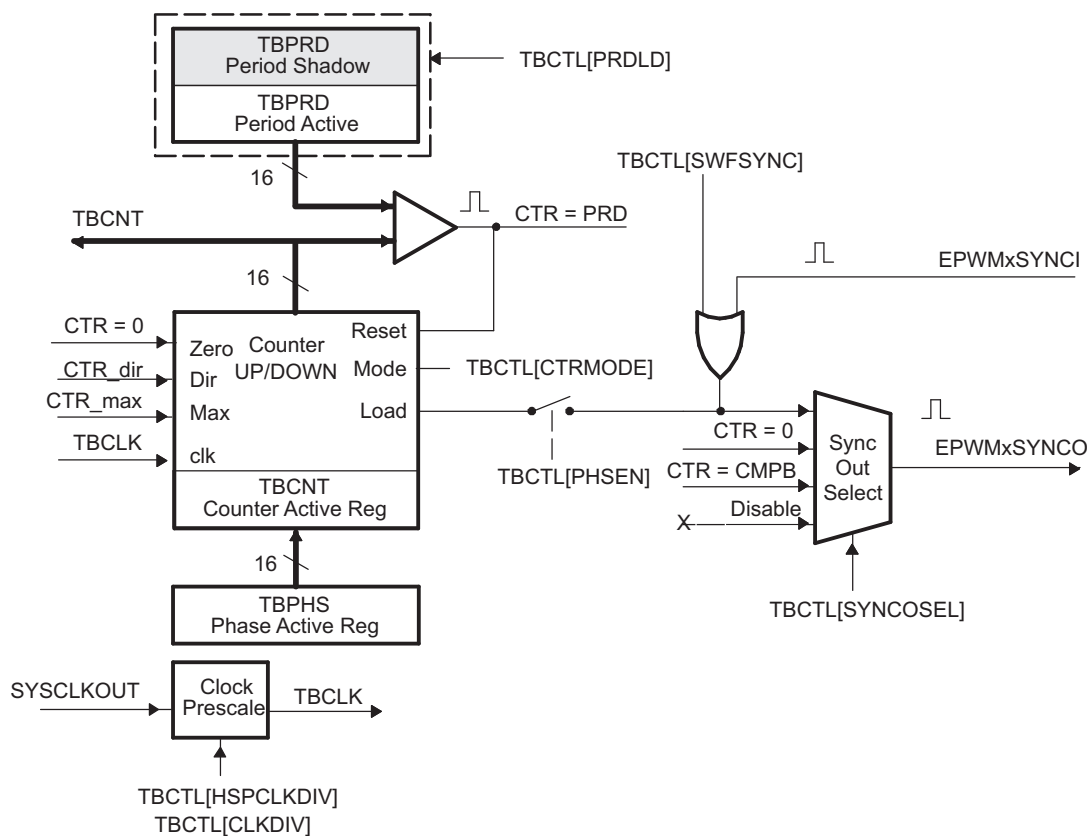 TBPRD
Period Shadow
TBPRD
Period Active
TBCTL[PRDLD]
16
TBCTL[SWFSYNC]
TBCNT
CTR = PRD
16
EPWMxSYNCI
CTR = 0
CTR_dir
CTR_max
TBCLK
Zero
Dir
Max
clk
Counter
UP/DOWN
Reset
Mode
Load
TBCTL[CTRMODE]
TBCNT
Counter Active Reg
TBCTL[PHSEN]
CTR = 0
CTR = CMPB
Disable
X
Sync
Out
Select
EPWMxSYNCO
TBCTL[SYNCOSEL]
16
TBPHS
Phase Active Reg
SYSCLKOUT
Clock
Prescale
TBCLK
TBCTL[HSPCLKDIV]
TBCTL[CLKDIV]